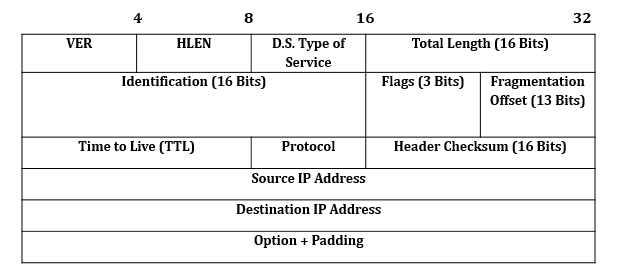 4 8 16 32
VER HLEN D.S. Type of Service Total Length (16 Bits)
Identification (16 Bits) Flags (3 Bits) Fragmentation Offset (13 Bits)
Time to Live (TTL) Protocol Header Checksum (16 Bits)
Source IP Address
Destination IP Address
Option + Padding